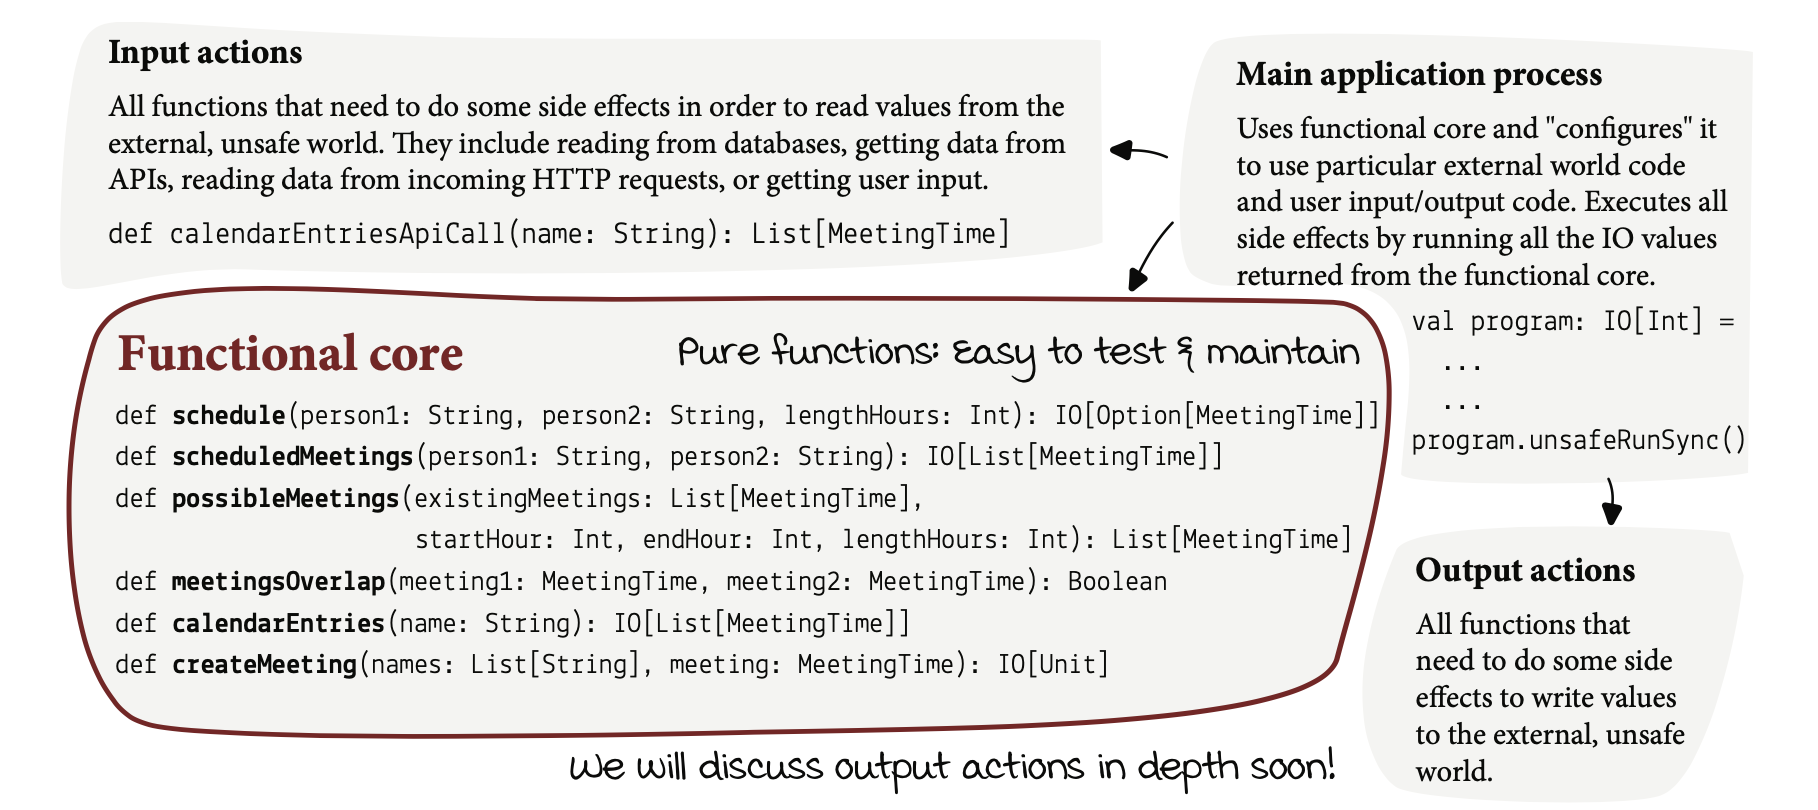 Input actions
All functions that need to do some side effects in order to read values from the
external, unsafe world. They include reading from databases, getting data from
APIs, reading data from incoming HTTP requests, or getting user input.
def calendarEntriesApiCall(name: String): List[MeetingTime]
Main application process
Uses functional core and "configures" it
to use particular external world code
and user input/output code. Executes all
side effects by running all the IO values
returned from the functional core.
val program: IO[Int] =
...
...
program.unsafeRunSync()
Functional core
Pure functions: Easy to test & maintain
def schedule(person1: String, person2: String, lengthHours: Int): IO[Option[MeetingTime]]
def scheduledMeetings(person1: String, person2: String): IO[List[MeetingTime]]
def possibleMeetings(existingMeetings: List[MeetingTime],
startHour: Int, endHour: Int, lengthHours: Int): List[MeetingTime]
def meetingsOverlap(meeting1: MeetingTime, meeting2: MeetingTime): Boolean
def calendarEntries(name: String): IO[List[MeetingTime]]
def createMeeting(names: List[String], meeting: MeetingTime): IO[Unit]
Output actions
All functions that
need to do some side
effects to write values
to the external, unsafe
world.
We will discuss output actions in depth soon!